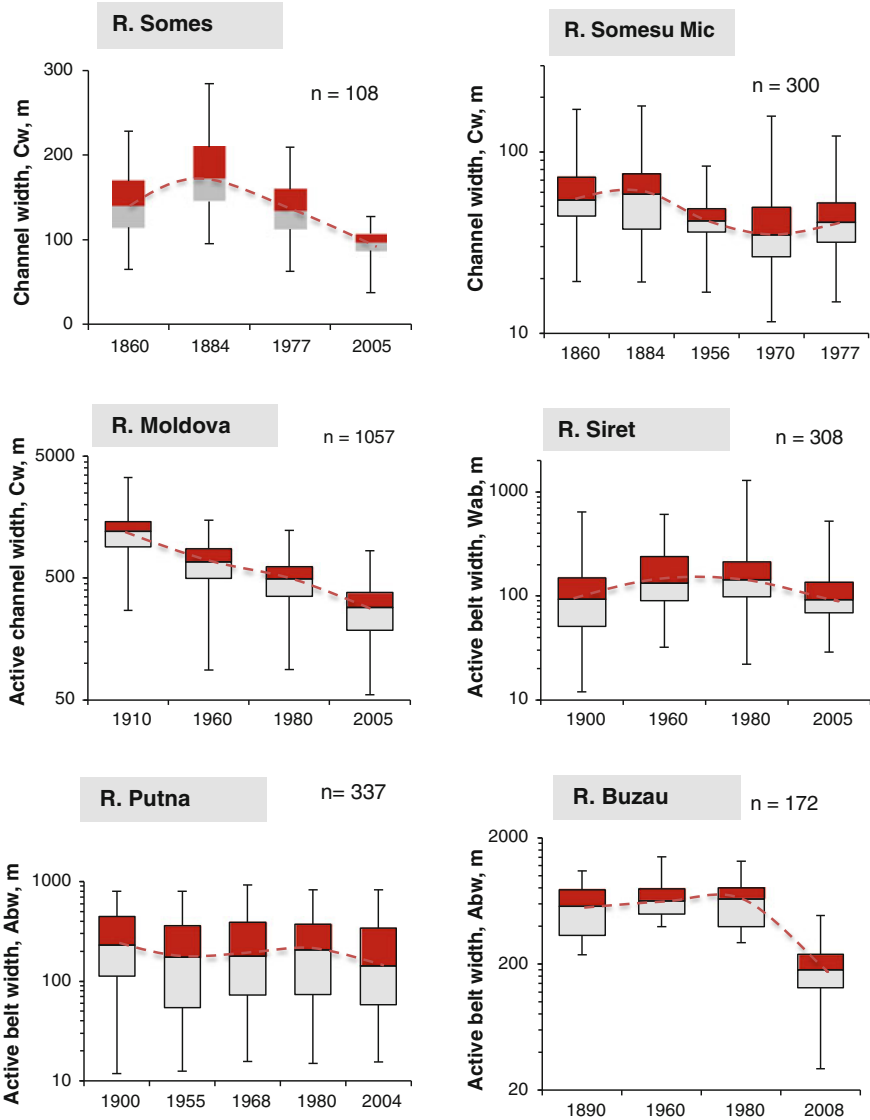 R. Somes
n = 108
Channel width, Cw, m
300
200
100
0
1860 1884 1977 2005
R. Somesu Mic
n = 300
Channel width, Cw, m
100
10
1860 1884 1956 1970 1977
R. Moldova
n = 1057
Active channel width, Cw, m
5000
500
50
1910 1960 1980 2005
R. Siret
n = 308
Active belt width, Wab, m
1000
100
10
1900 1960 1980 2005
R. Putna
n= 337
Active belt width, Abw, m
1000
100
10
1900 1955 1968 1980 2004
R. Buzau
n = 172
Active belt width, Abw, m
2000
200
20
1890 1960 1980 2008